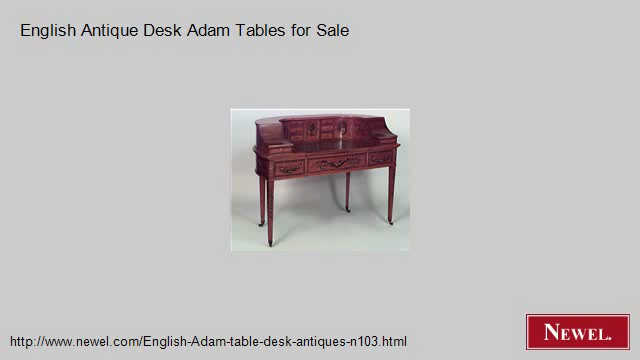 English Antique Desk Adam Tables for Sale
NEWEL.
http://www.newel.com/English-Adam-table-desk-antiques-n103.html